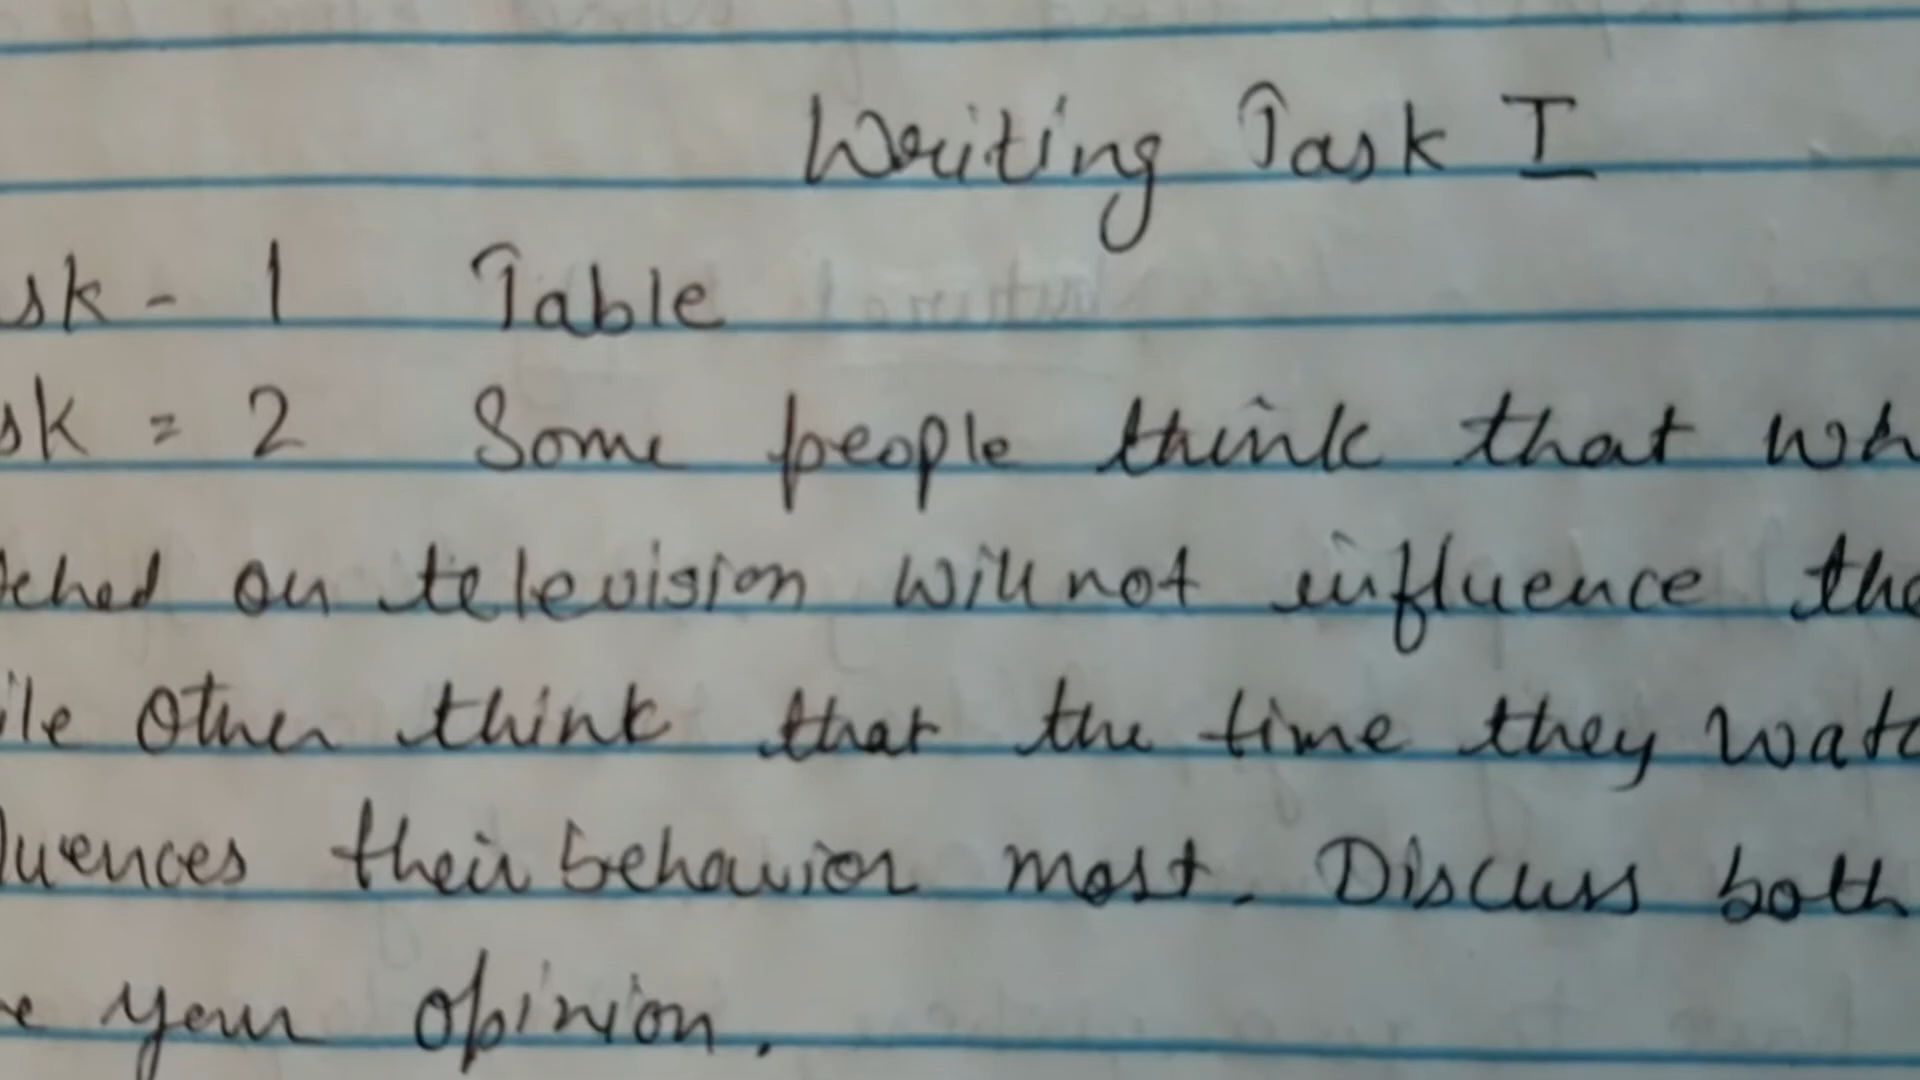 Writing Task I
sk - 1 Table
sk = 2 Some people think that wh
ched on television will not influence the
ile Other think that the time they watc
luences their behavior most. Discuss both
e your opinion.